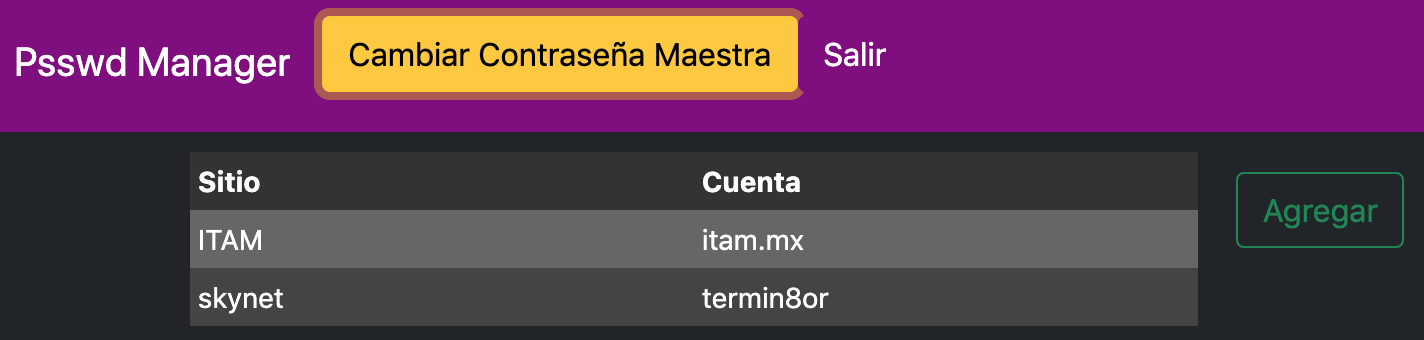 Psswd Manager Cambiar Contraseña Maestra Salir
Sitio Cuenta
Agregar
ITAM itam.mx
skynet termin8or